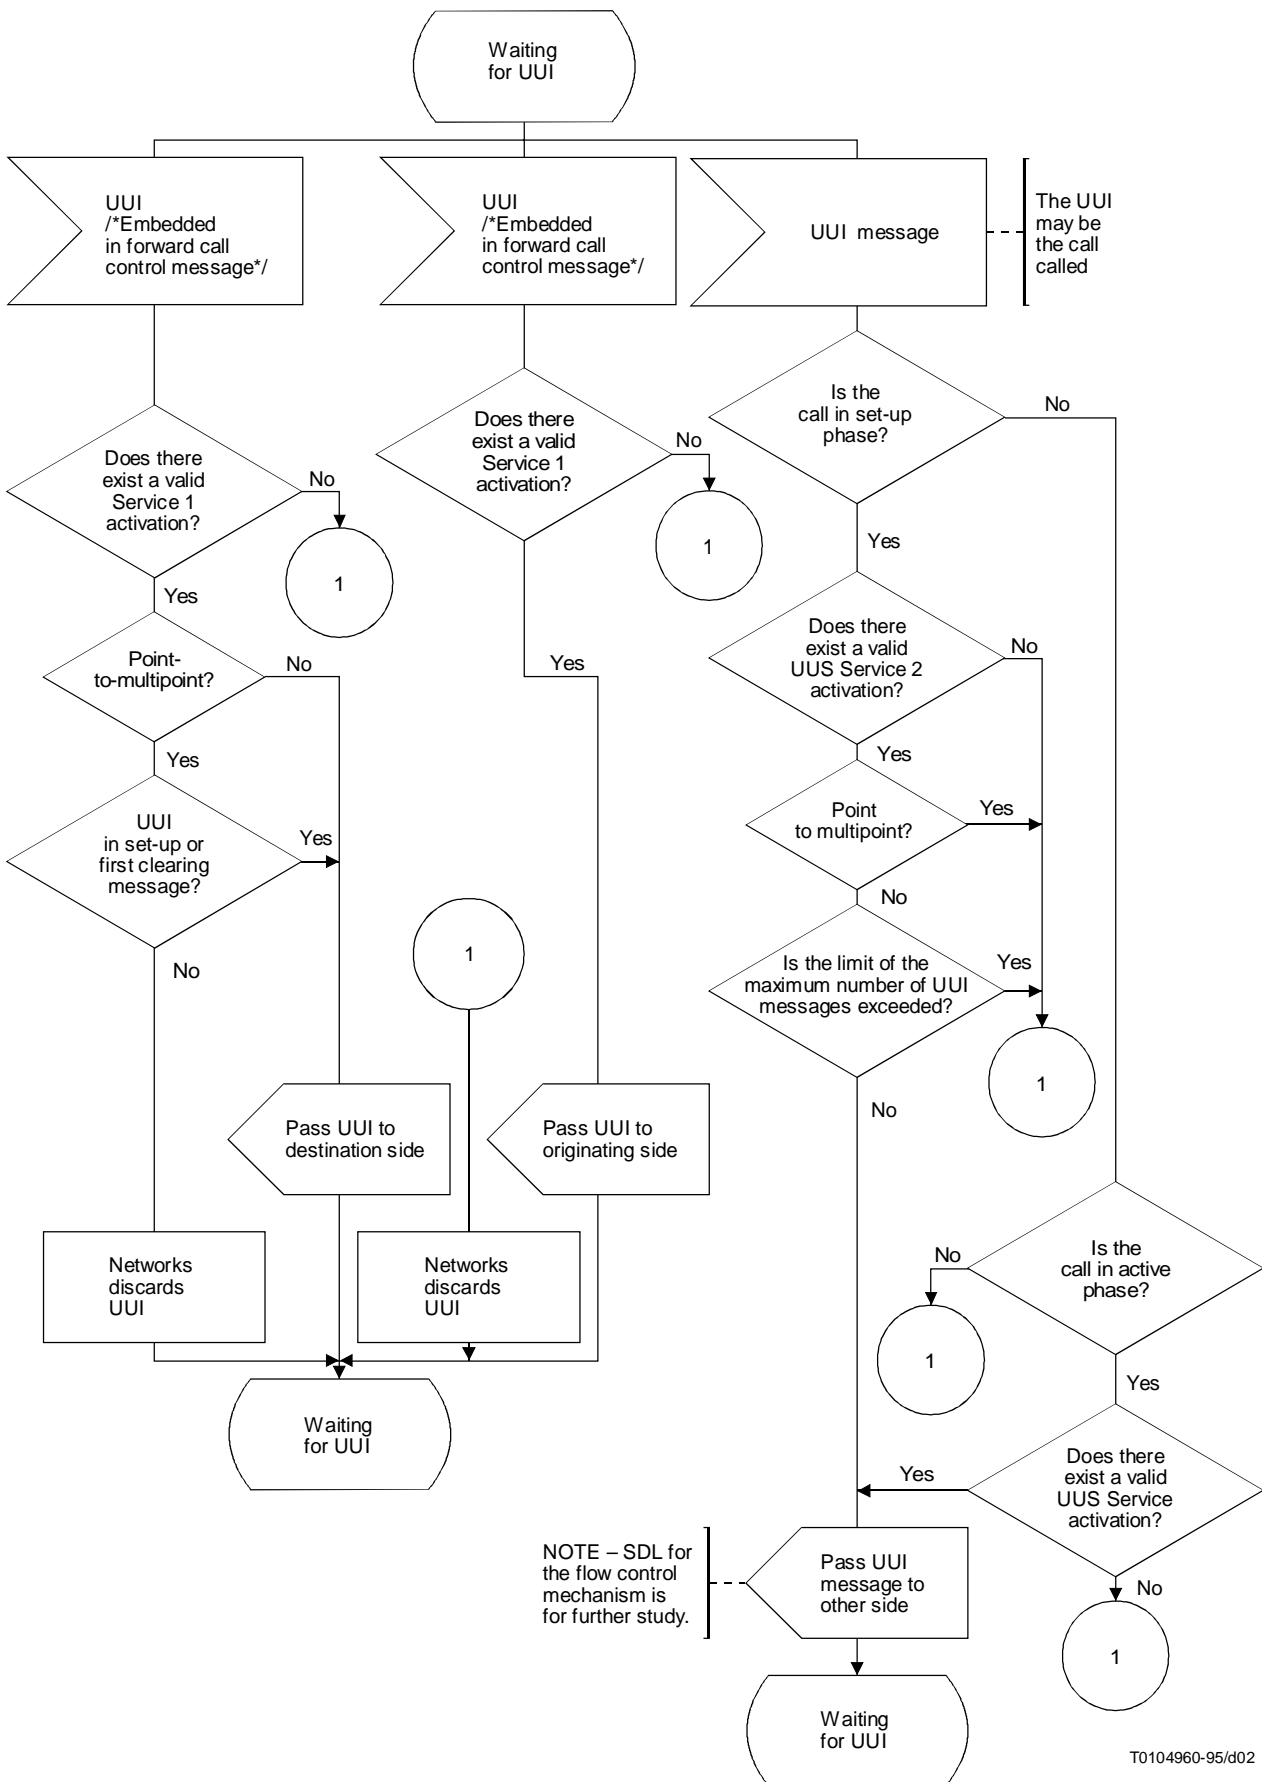 Waiting
for UUI
UUI
/*Embedded
in forward call
control message*/
UUI
/*Embedded
in forward call
control message*/
UUI message
The UUI
may be
the call
called
Does there
exist a valid
Service 1
activation?
No
1
Yes
Point-
to-multipoint?
No
Yes
UUI
in set-up or
first clearing
message?
Yes
No
Networks
discards
UUI
Pass UUI to
destination side
Does there
exist a valid
Service 1
activation?
No
1
Yes
Pass UUI to
originating side
1
Networks
discards
UUI
Waiting
for UUI
Is the
call in set-up
phase?
No
Yes
Does there
exist a valid
UUS Service 2
activation?
No
Yes
Point
to multipoint?
Yes
No
Is the limit of the
maximum number of UUI
messages exceeded?
Yes
1
No
Is the
call in active
phase?
No
1
Yes
Does there
exist a valid
UUS Service
activation?
Yes
No
1
NOTE – SDL for
the flow control
mechanism is
for further study.
Pass UUI
message to
other side
Waiting
for UUI
T0104960-95/d02